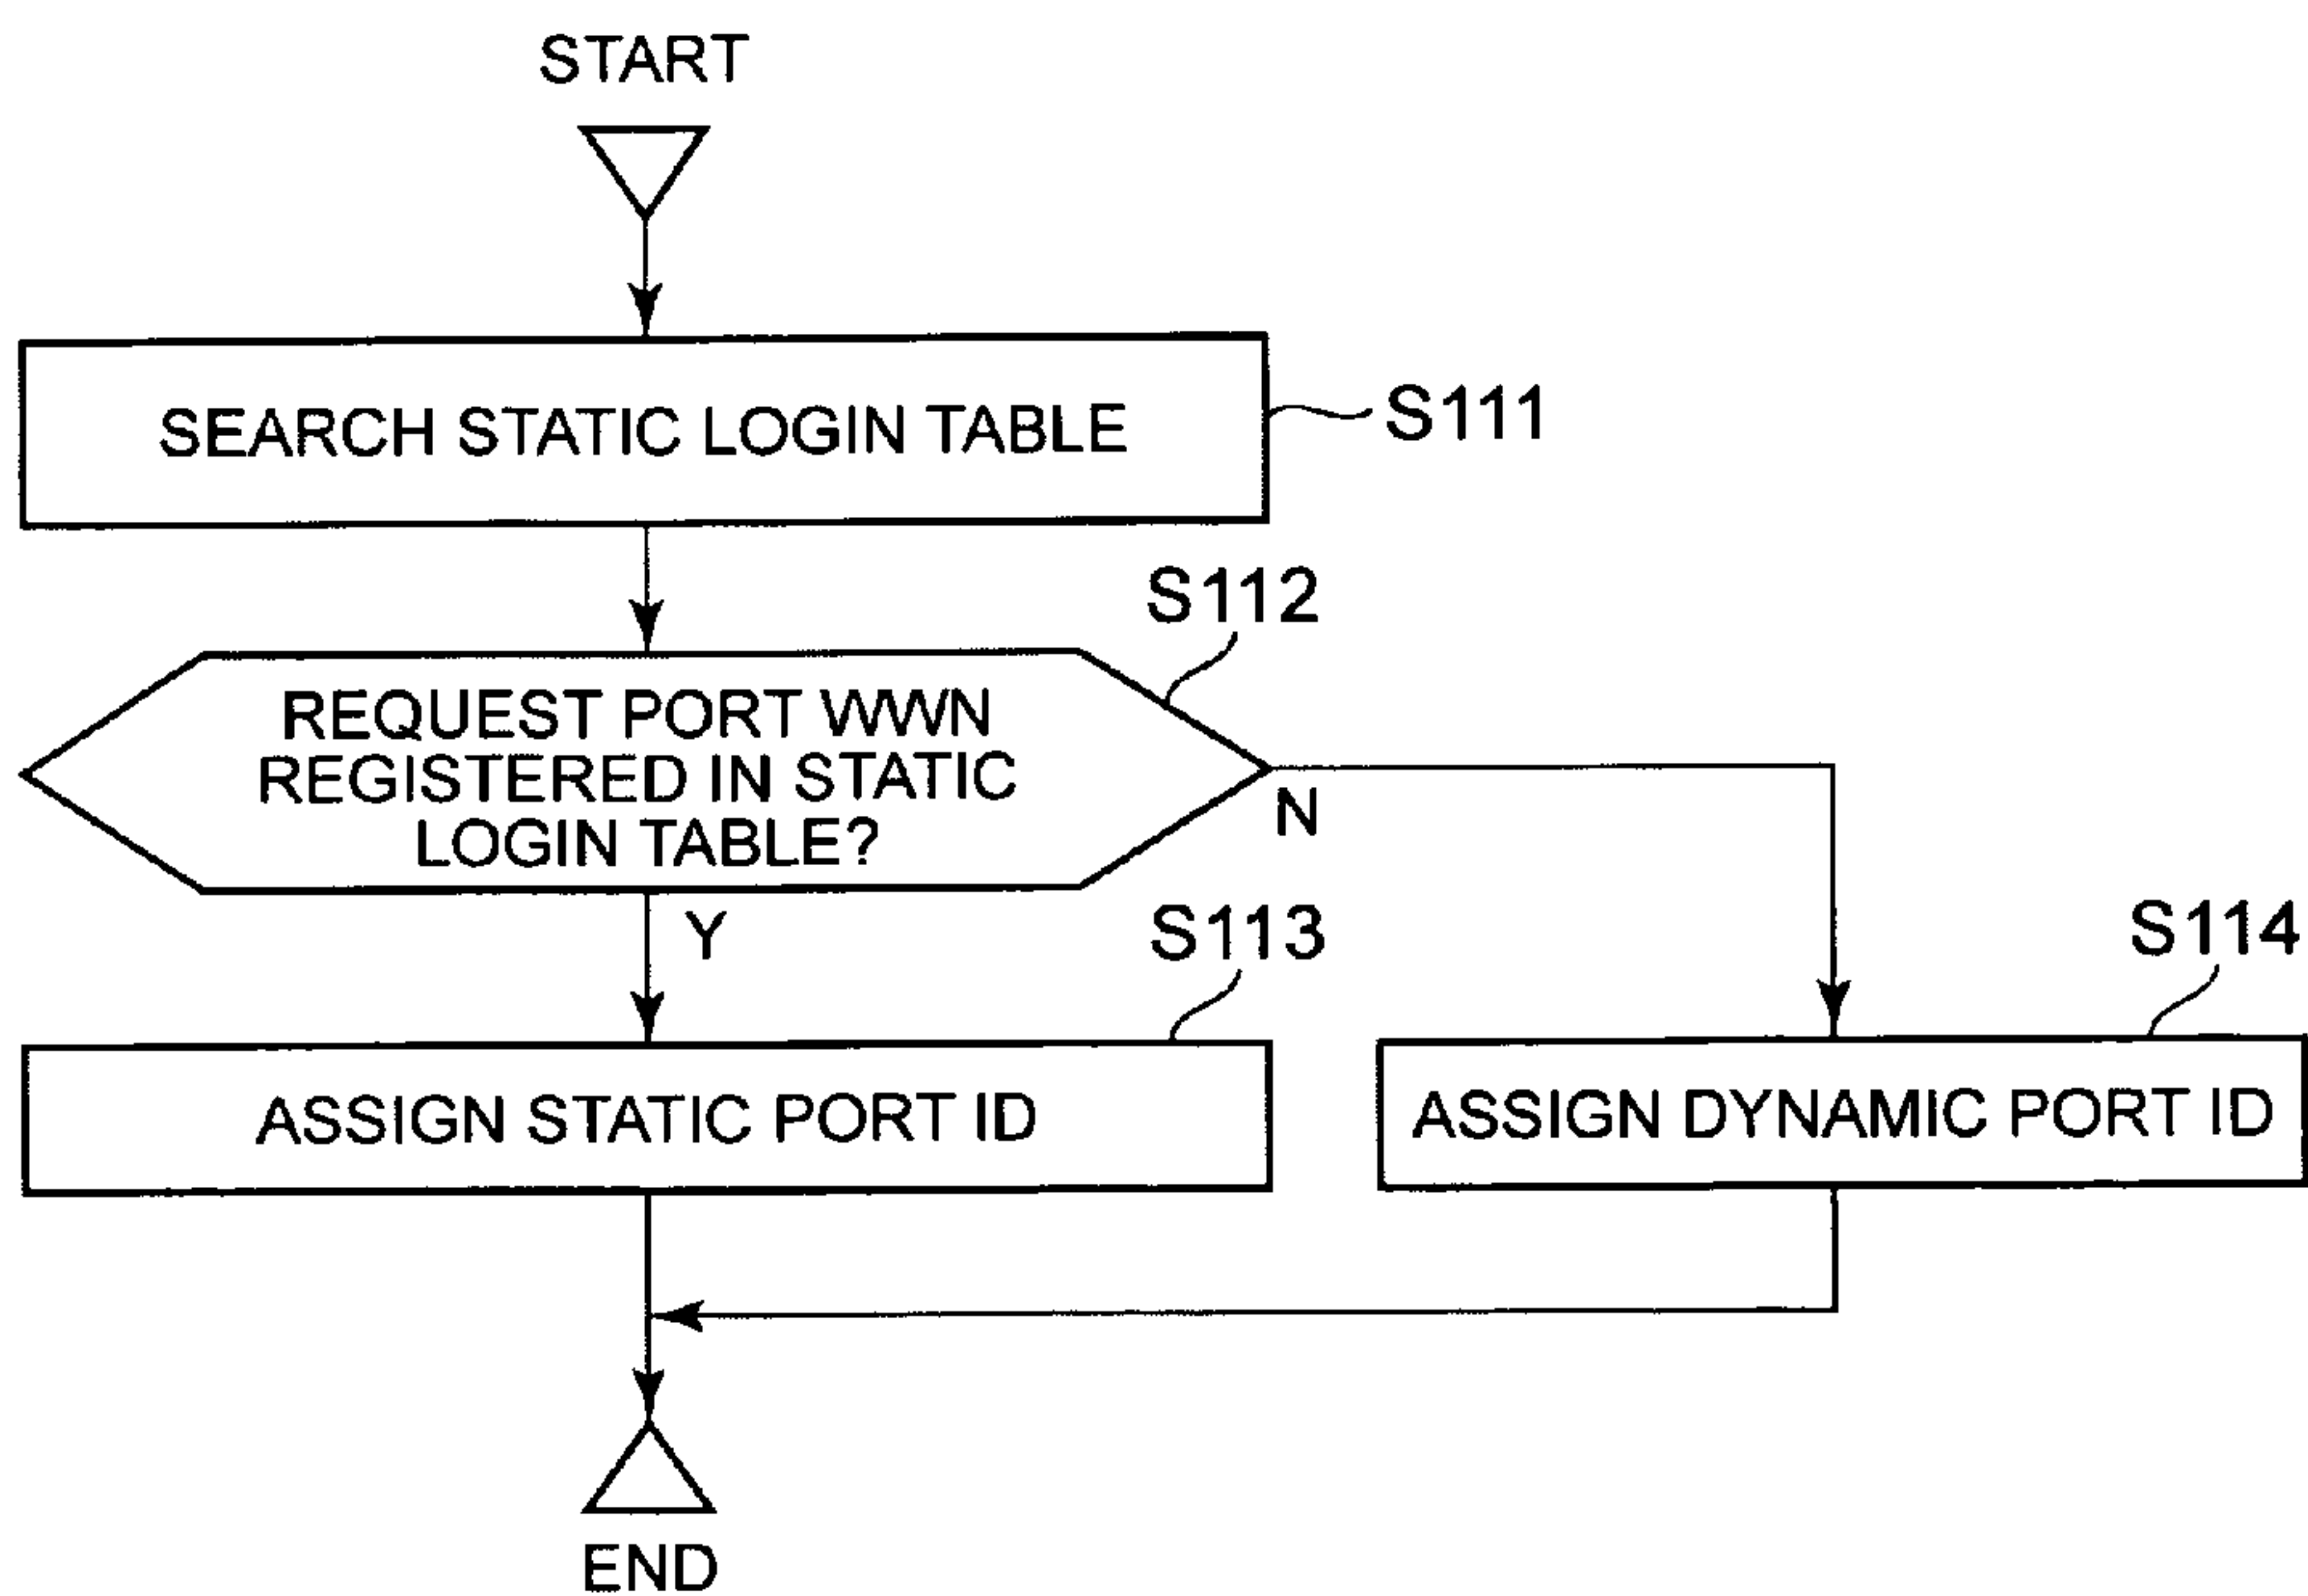 START
SEARCH STATIC LOGIN TABLE
S111
S112
REQUEST PORT WWN
REGISTERED IN STATIC
LOGIN TABLE?
N
Y
S113
S114
ASSIGN STATIC PORT ID
ASSIGN DYNAMIC PORT ID
END